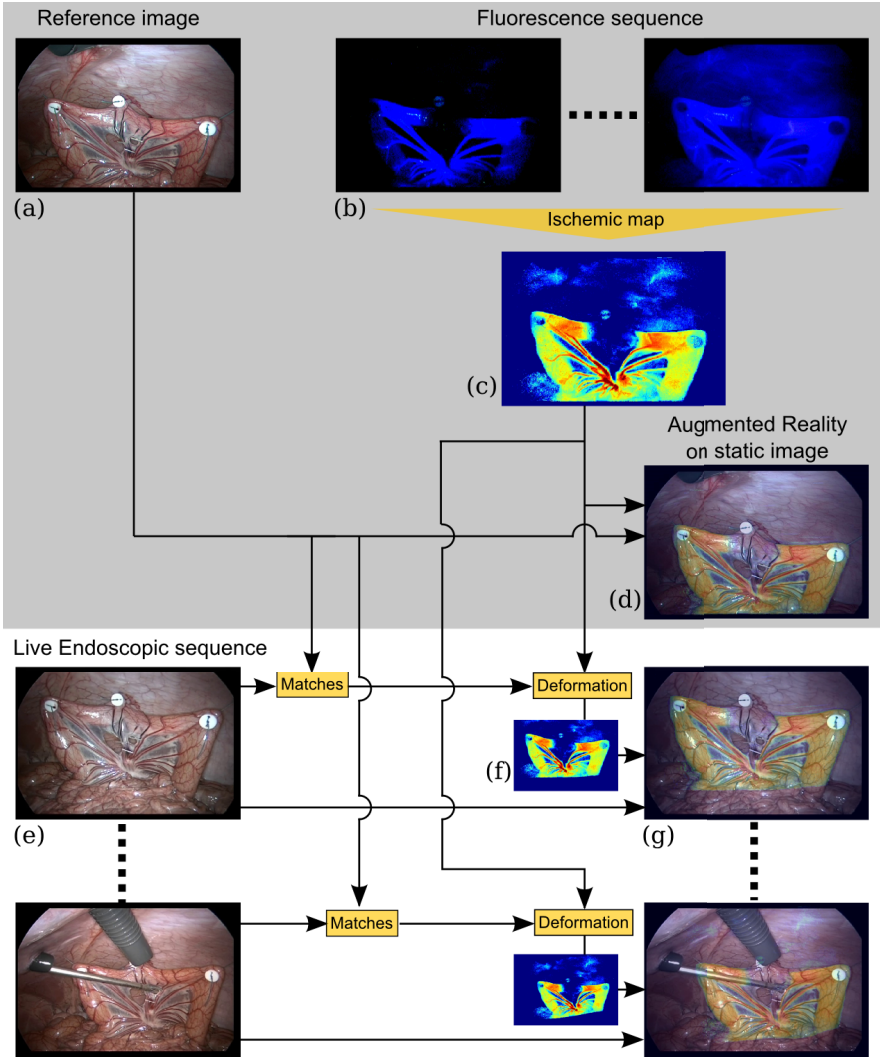 Reference image
Fluorescence sequence
(a)
(b)
Ischemic map
(c)
Augmented Reality
on static image
(d)
Live Endoscopic sequence
Matches
Deformation
(f)
(e)
(g)
Matches
Deformation